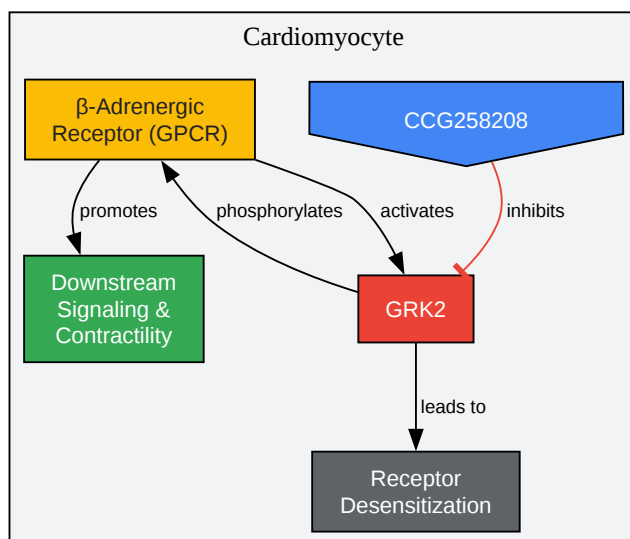 Cardiomyocyte
β-Adrenergic
Receptor (GPCR)
CCG258208
promotes
phosphorylates
activates
inhibits
Downstream
Signaling &
Contractility
GRK2
leads to
Receptor
Desensitization